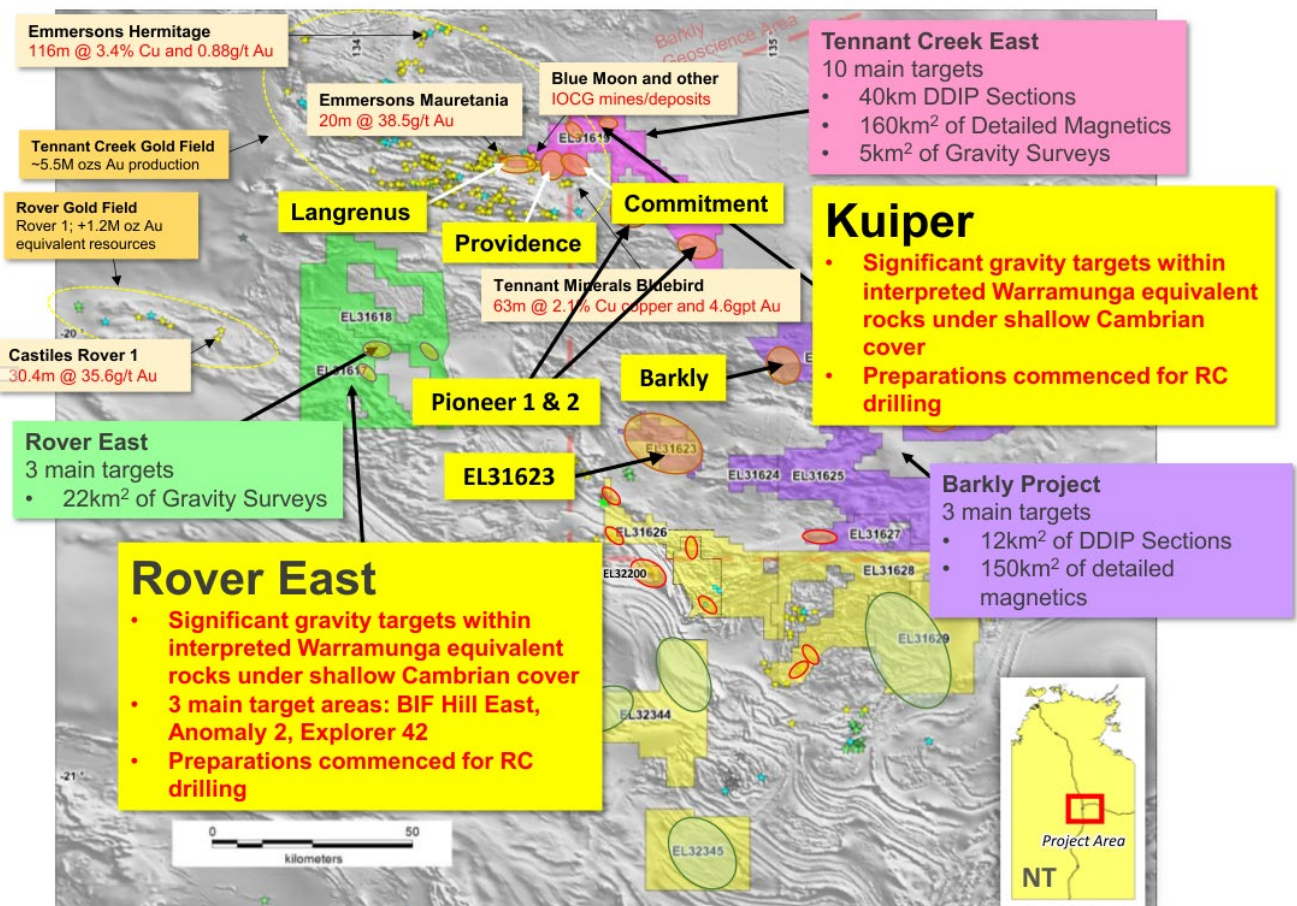 Emmersons Hermitage
116m @ 3.4% Cu and 0.88g/t Au
134
Barkly
Geoscience Area
135
Tennant Creek East
10 main targets
• 40km DDIP Sections
• 160km² of Detailed Magnetics
• 5km² of Gravity Surveys
Blue Moon and other
IOCG mines/deposits
Emmersons Mauretania
20m @ 38.5g/t Au
EL31619
Tennant Creek Gold Field
~5.5M ozs Au production
Rover Gold Field
Rover 1; +1.2M oz Au
equivalent resources
Langrenus
Providence
Commitment
Kuiper
• Significant gravity targets within
interpreted Warramunga equivalent
rocks under shallow Cambrian
cover
• Preparations commenced for RC
drilling
Tennant Minerals Bluebird
63m @ 2.1% Cu copper and 4.6gpt Au
EL31618
-20 °
Castiles Rover 1
30.4m @ 35.6g/t Au
EL31617
Barkly
Pioneer 1 & 2
Rover East
3 main targets
• 22km² of Gravity Surveys
EL31623
EL31623
EL31624
EL31625
Barkly Project
3 main targets
• 12km² of DDIP Sections
• 150km² of detailed
magnetics
EL31626
EL31627
EL32200
EL31628
Rover East
• Significant gravity targets within
interpreted Warramunga equivalent
rocks under shallow Cambrian cover
• 3 main target areas: BIF Hill East,
Anomaly 2, Explorer 42
• Preparations commenced for RC
drilling
EL31629
EL32344
-21 °
0 50
kilometers
EL32345
Project Area
NT